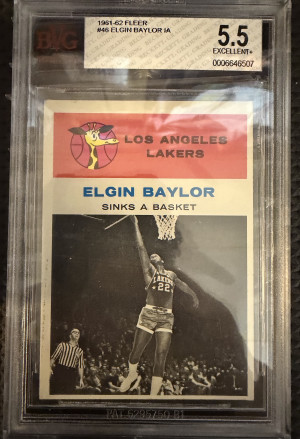 1961-62 FLEER
#46 ELGIN BAYLOR IA
5.5
EXCELLENT+
0006646507
LOS ANGELES
LAKERS
ELGIN BAYLOR
SINKS A BASKET
LAKERS
22